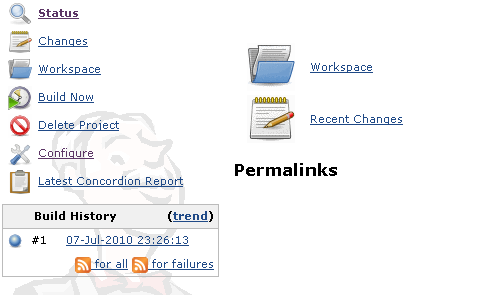 Status
Changes
Workspace
Build Now
Delete Project
Configure
Latest Concordion Report
Build History (trend)
#1 07-Jul-2010 23:26:13
for all for failures
Workspace
Recent Changes
Permalinks